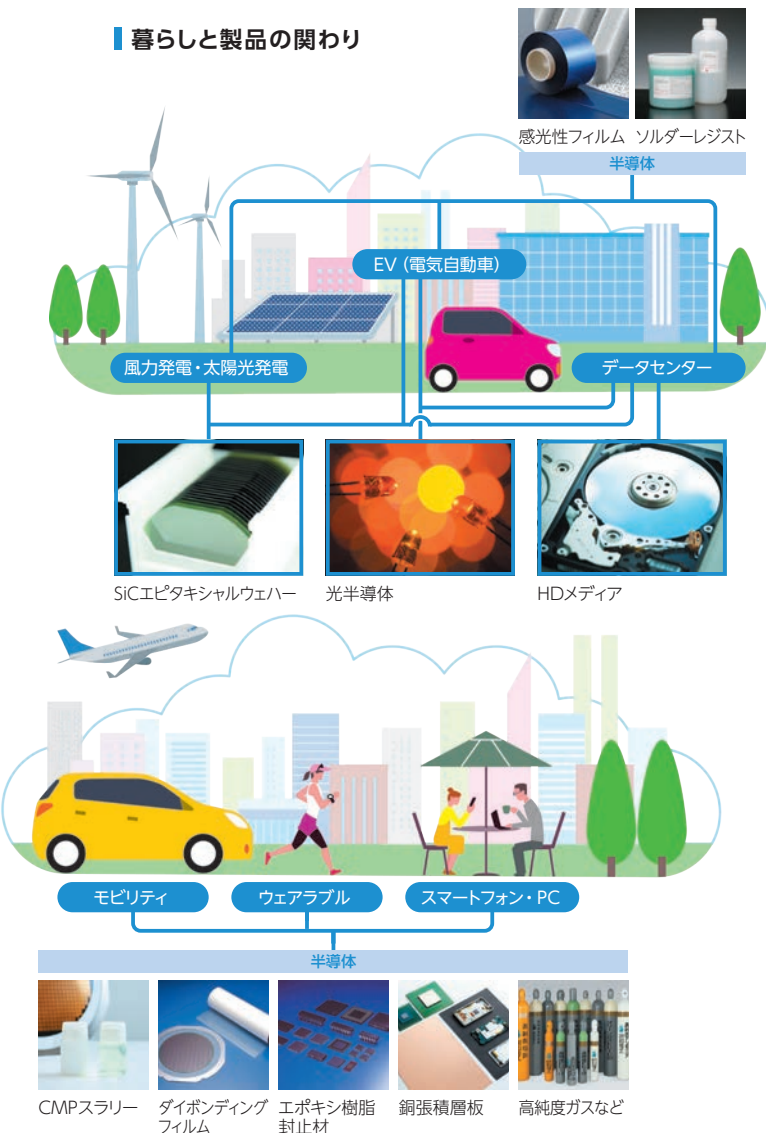 暮らしと製品の関わり
感光性フィルム
ソルダーレジスト
半導体
EV（電気自動車）
風力発電・太陽光発電
データセンター
SiCエピタキシャルウェハー
光半導体
HDメディア
モビリティ
ウェアラブル
スマートフォン・PC
半導体
CMPスラリー
ダイボンディング
フィルム
エポキシ樹脂
封止材
銅張積層板
高純度ガスなど